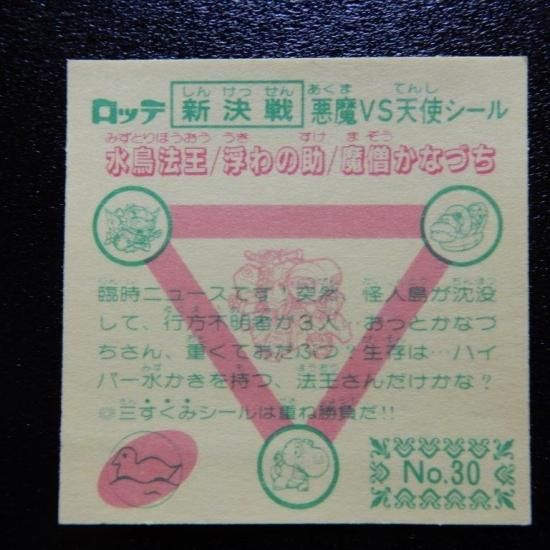 ロッテ 新決戦 悪魔VS天使シール
しんけっせん あくま てんし
みずとりほうおう うき すけ まぞう
水鳥法王/浮わの助/魔僧かなづち
臨時ニュースです! 突然、怪人島が沈没
して、行方不明者が3人…おっとかなづ
ちさん、重くておだぶつ?生存は…ハイ
パー水かきを持つ、法王さんだけかな?
◎三すくみシールは重ね勝負だ!!
No.30